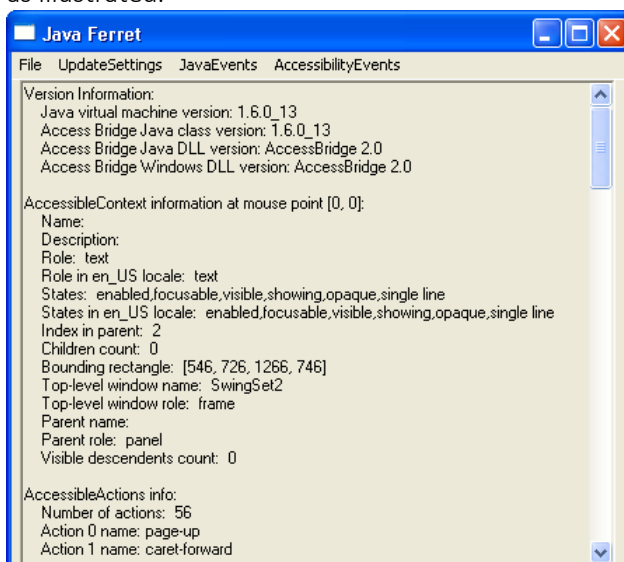 as illustrated.
Java Ferret
File UpdateSettings JavaEvents AccessibilityEvents
Version Information:
Java virtual machine version: 1.6.0_13
Access Bridge Java class version: 1.6.0_13
Access Bridge Java DLL version: AccessBridge 2.0
Access Bridge Windows DLL version: AccessBridge 2.0
AccessibleContext information at mouse point [0, 0]:
Name:
Description:
Role: text
Role in en_US locale: text
States: enabled,focusable,visible,showing,opaque,single line
States in en_US locale: enabled,focusable,visible,showing,opaque,single line
Index in parent: 2
Children count: 0
Bounding rectangle: [546, 726, 1266, 746]
Top-level window name: SwingSet2
Top-level window role: frame
Parent name:
Parent role: panel
Visible descendents count: 0
AccessibleActions info:
Number of actions: 56
Action 0 name: page-up
Action 1 name: caret-forward